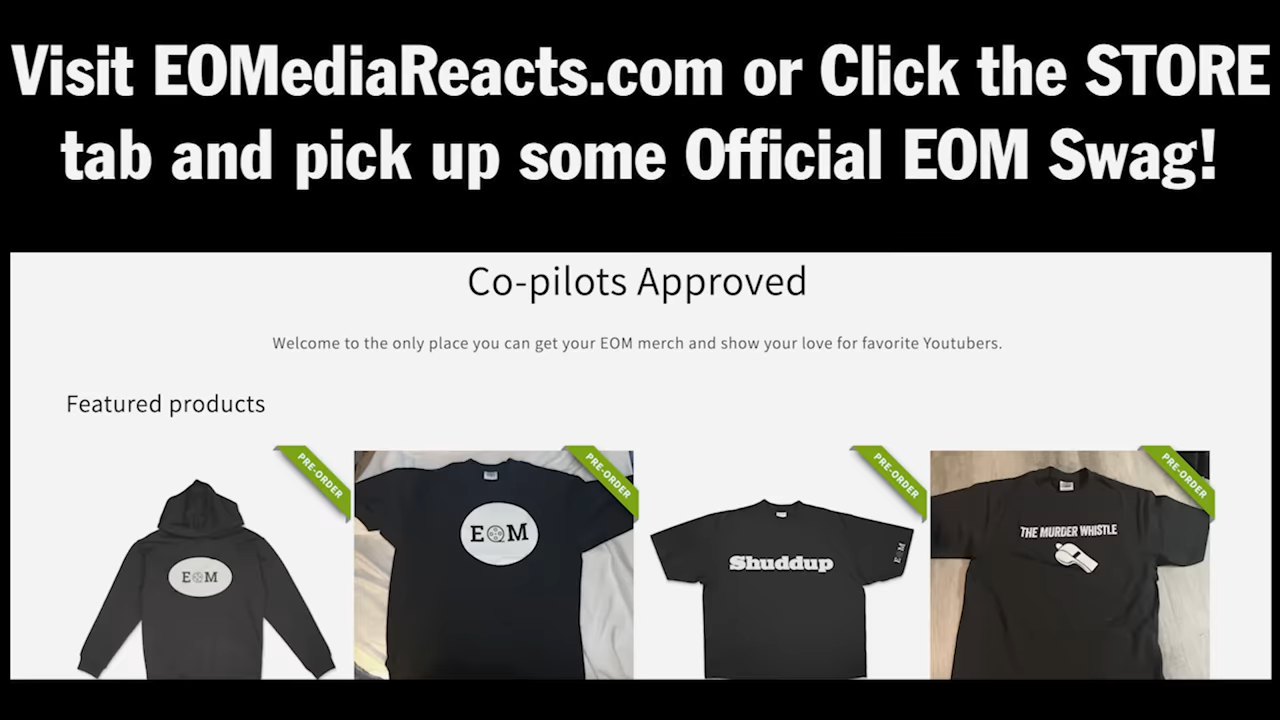 Visit EOMediaReacts.com or Click the STORE
tab and pick up some Official EOM Swag!
Co-pilots Approved
Welcome to the only place you can get your EOM merch and show your love for favorite Youtubers.
Featured products
PRE-ORDER
PRE-ORDER
PRE-ORDER
PRE-ORDER
EOM
EOM
Shuddup
EOM
THE MURDER WHISTLE